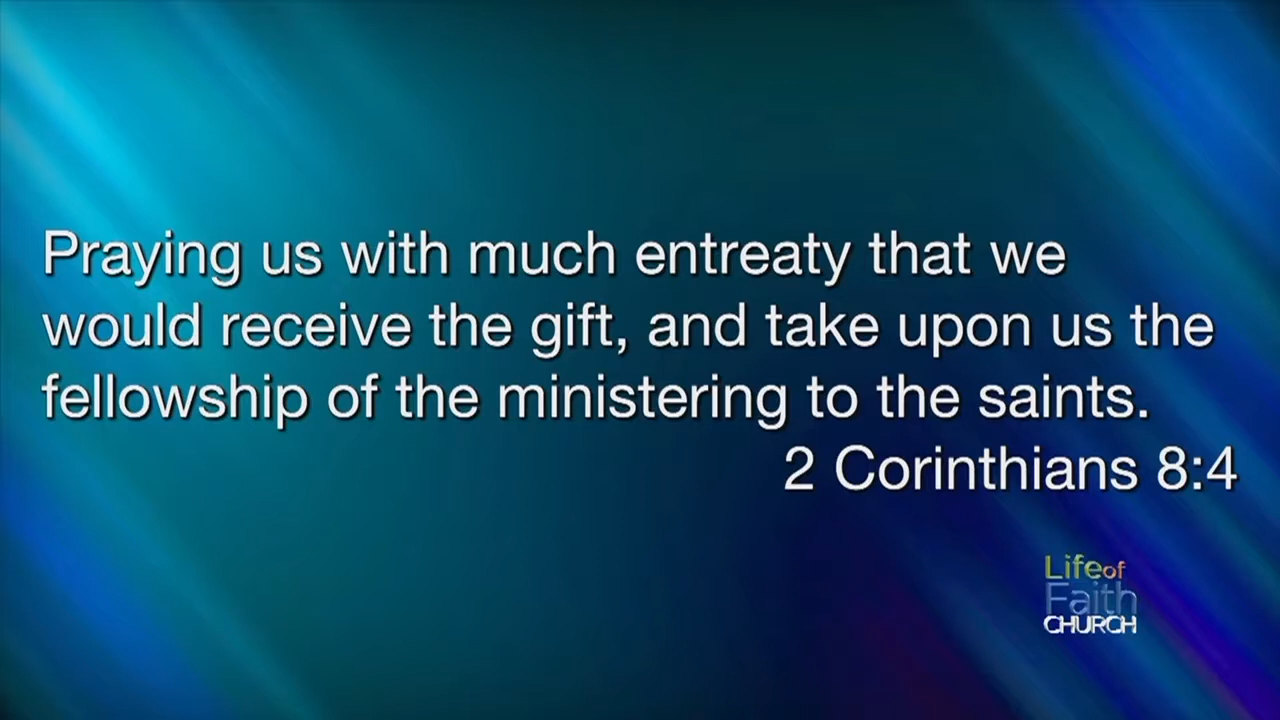 Praying us with much entreaty that we
would receive the gift, and take upon us the
fellowship of the ministering to the saints.
2 Corinthians 8:4
Life of
Faith
CHURCH